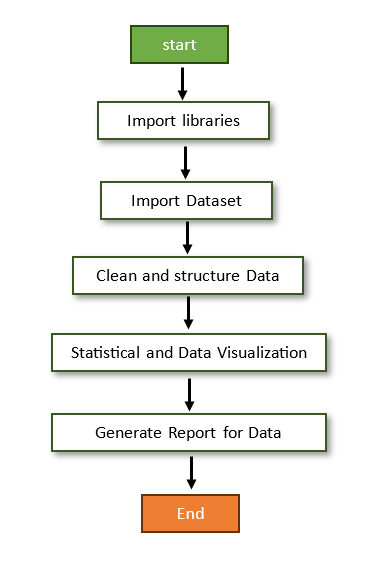 start
Import libraries
Import Dataset
Clean and structure Data
Statistical and Data Visualization
Generate Report for Data
End